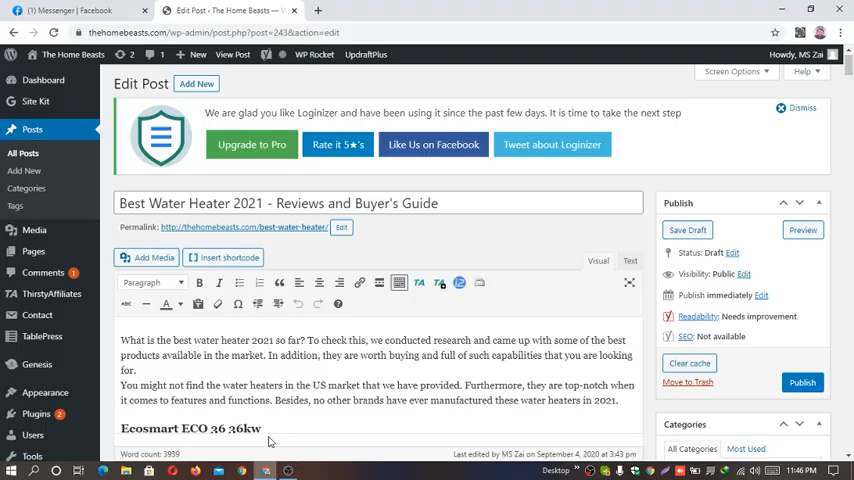 (1) Messenger | Facebook
Edit Post ‹ The Home Beasts — W
thehomebeasts.com/wp-admin/post.php?post=243&action=edit
The Home Beasts
2
1
New
View Post
WP Rocket
UpdraftPlus
Howdy, MS Zai
Dashboard
Site Kit
Posts
All Posts
Add New
Categories
Tags
Media
Pages
Comments 1
ThirstyAffiliates
Contact
TablePress
Genesis
Appearance
Plugins 2
Users
Tools
Edit Post
Add New
Screen Options
Help
We are glad you like Loginizer and have been using it since the past few days. It is time to take the next step
Dismiss
Upgrade to Pro
Rate it 5★'s
Like Us on Facebook
Tweet about Loginizer
Best Water Heater 2021 - Reviews and Buyer's Guide
Permalink: http://thehomebeasts.com/best-water-heater/
Edit
Add Media
Insert shortcode
Visual
Text
Paragraph
B
I
TA
TA
ABC
A
What is the best water heater 2021 so far? To check this, we conducted research and came up with some of the best
products available in the market. In addition, they are worth buying and full of such capabilities that you are looking
for.
You might not find the water heaters in the US market that we have provided. Furthermore, they are top-notch when
it comes to features and functions. Besides, no other brands have ever manufactured these water heaters in 2021.
Ecosmart ECO 36 36kw
Word count: 3939
Last edited by MS Zai on September 4, 2020 at 3:43 pm
Publish
Save Draft
Preview
Status: Draft Edit
Visibility: Public Edit
Publish immediately Edit
Readability: Needs improvement
SEO: Not available
Clear cache
Move to Trash
Publish
Categories
All Categories
Most Used
Desktop
11:46 PM